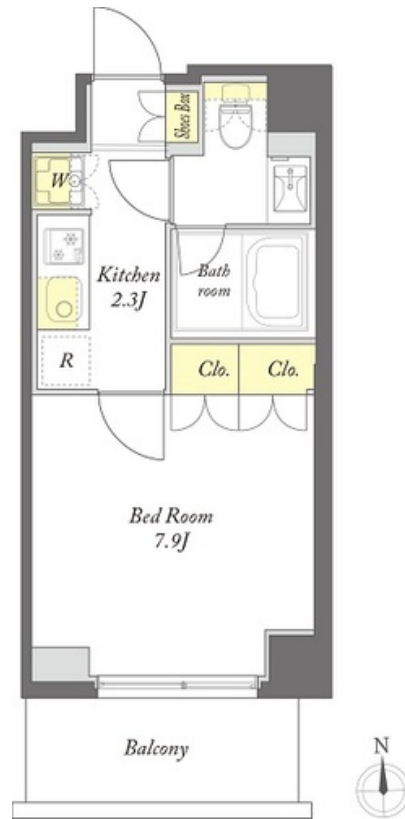 Shoes Box
W
Kitchen
2.3J
Bath
room
R
Clo.
Clo.
Bed Room
7.9J
Balcony
N